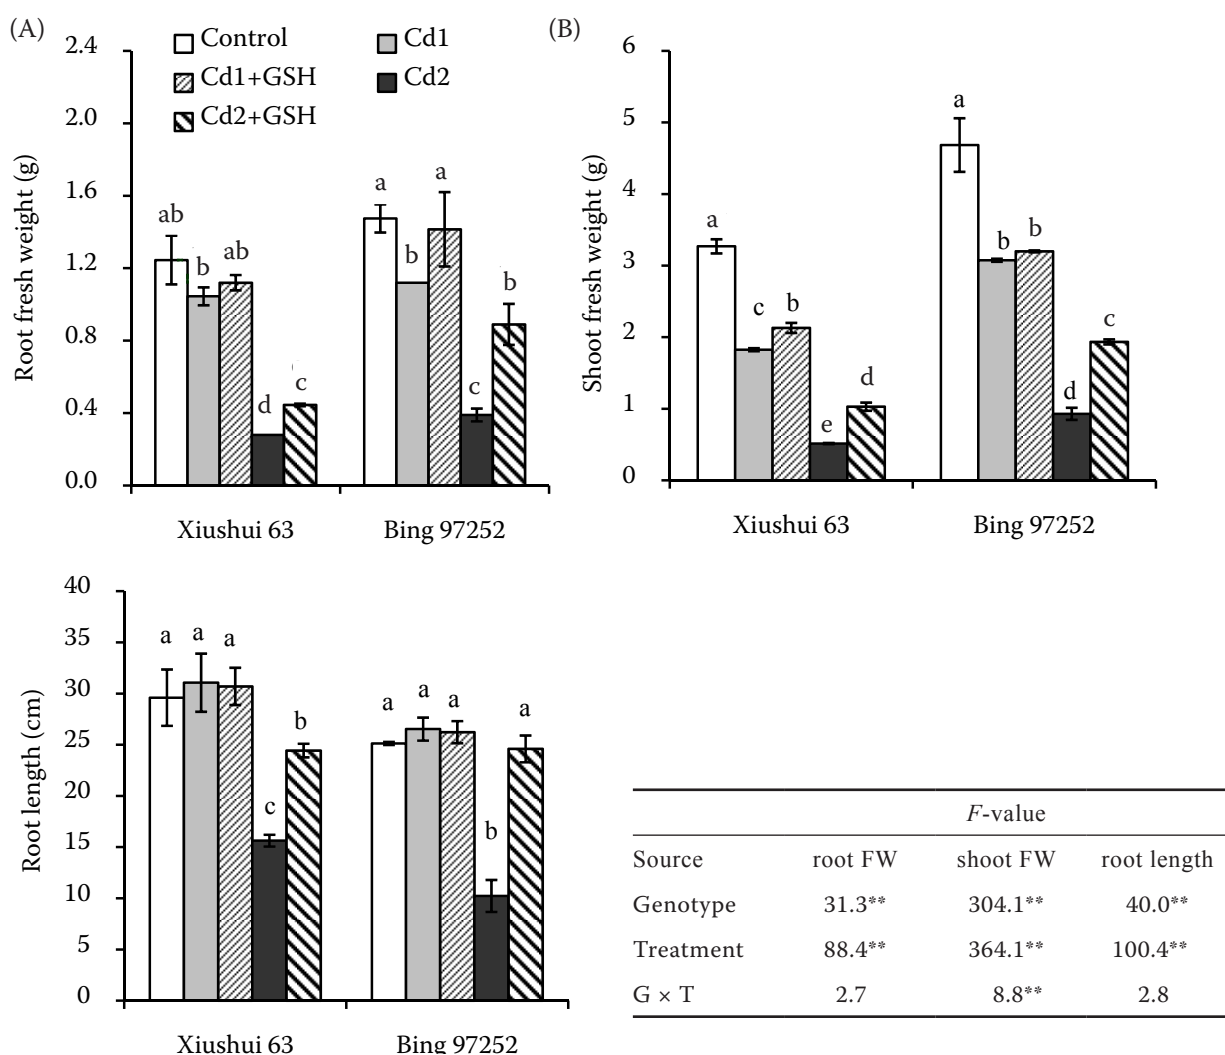 (A)
Control
Cd1
Cd1+GSH
Cd2
Cd2+GSH
Root fresh weight (g)
2.4
2.0
1.6
1.2
0.8
0.4
0.0
ab
b
ab
d
c
a
b
a
c
b
Xiushui 63
Bing 97252
(B)
Shoot fresh weight (g)
6
5
4
3
2
1
0
a
c
b
e
d
a
b
b
d
c
Xiushui 63
Bing 97252
Root length (cm)
40
35
30
25
20
15
10
5
0
a
a
a
c
b
a
a
a
b
a
Xiushui 63
Bing 97252
F-value
Source root FW shoot FW root length
Genotype 31.3** 304.1** 40.0**
Treatment 88.4** 364.1** 100.4**
G × T 2.7 8.8** 2.8